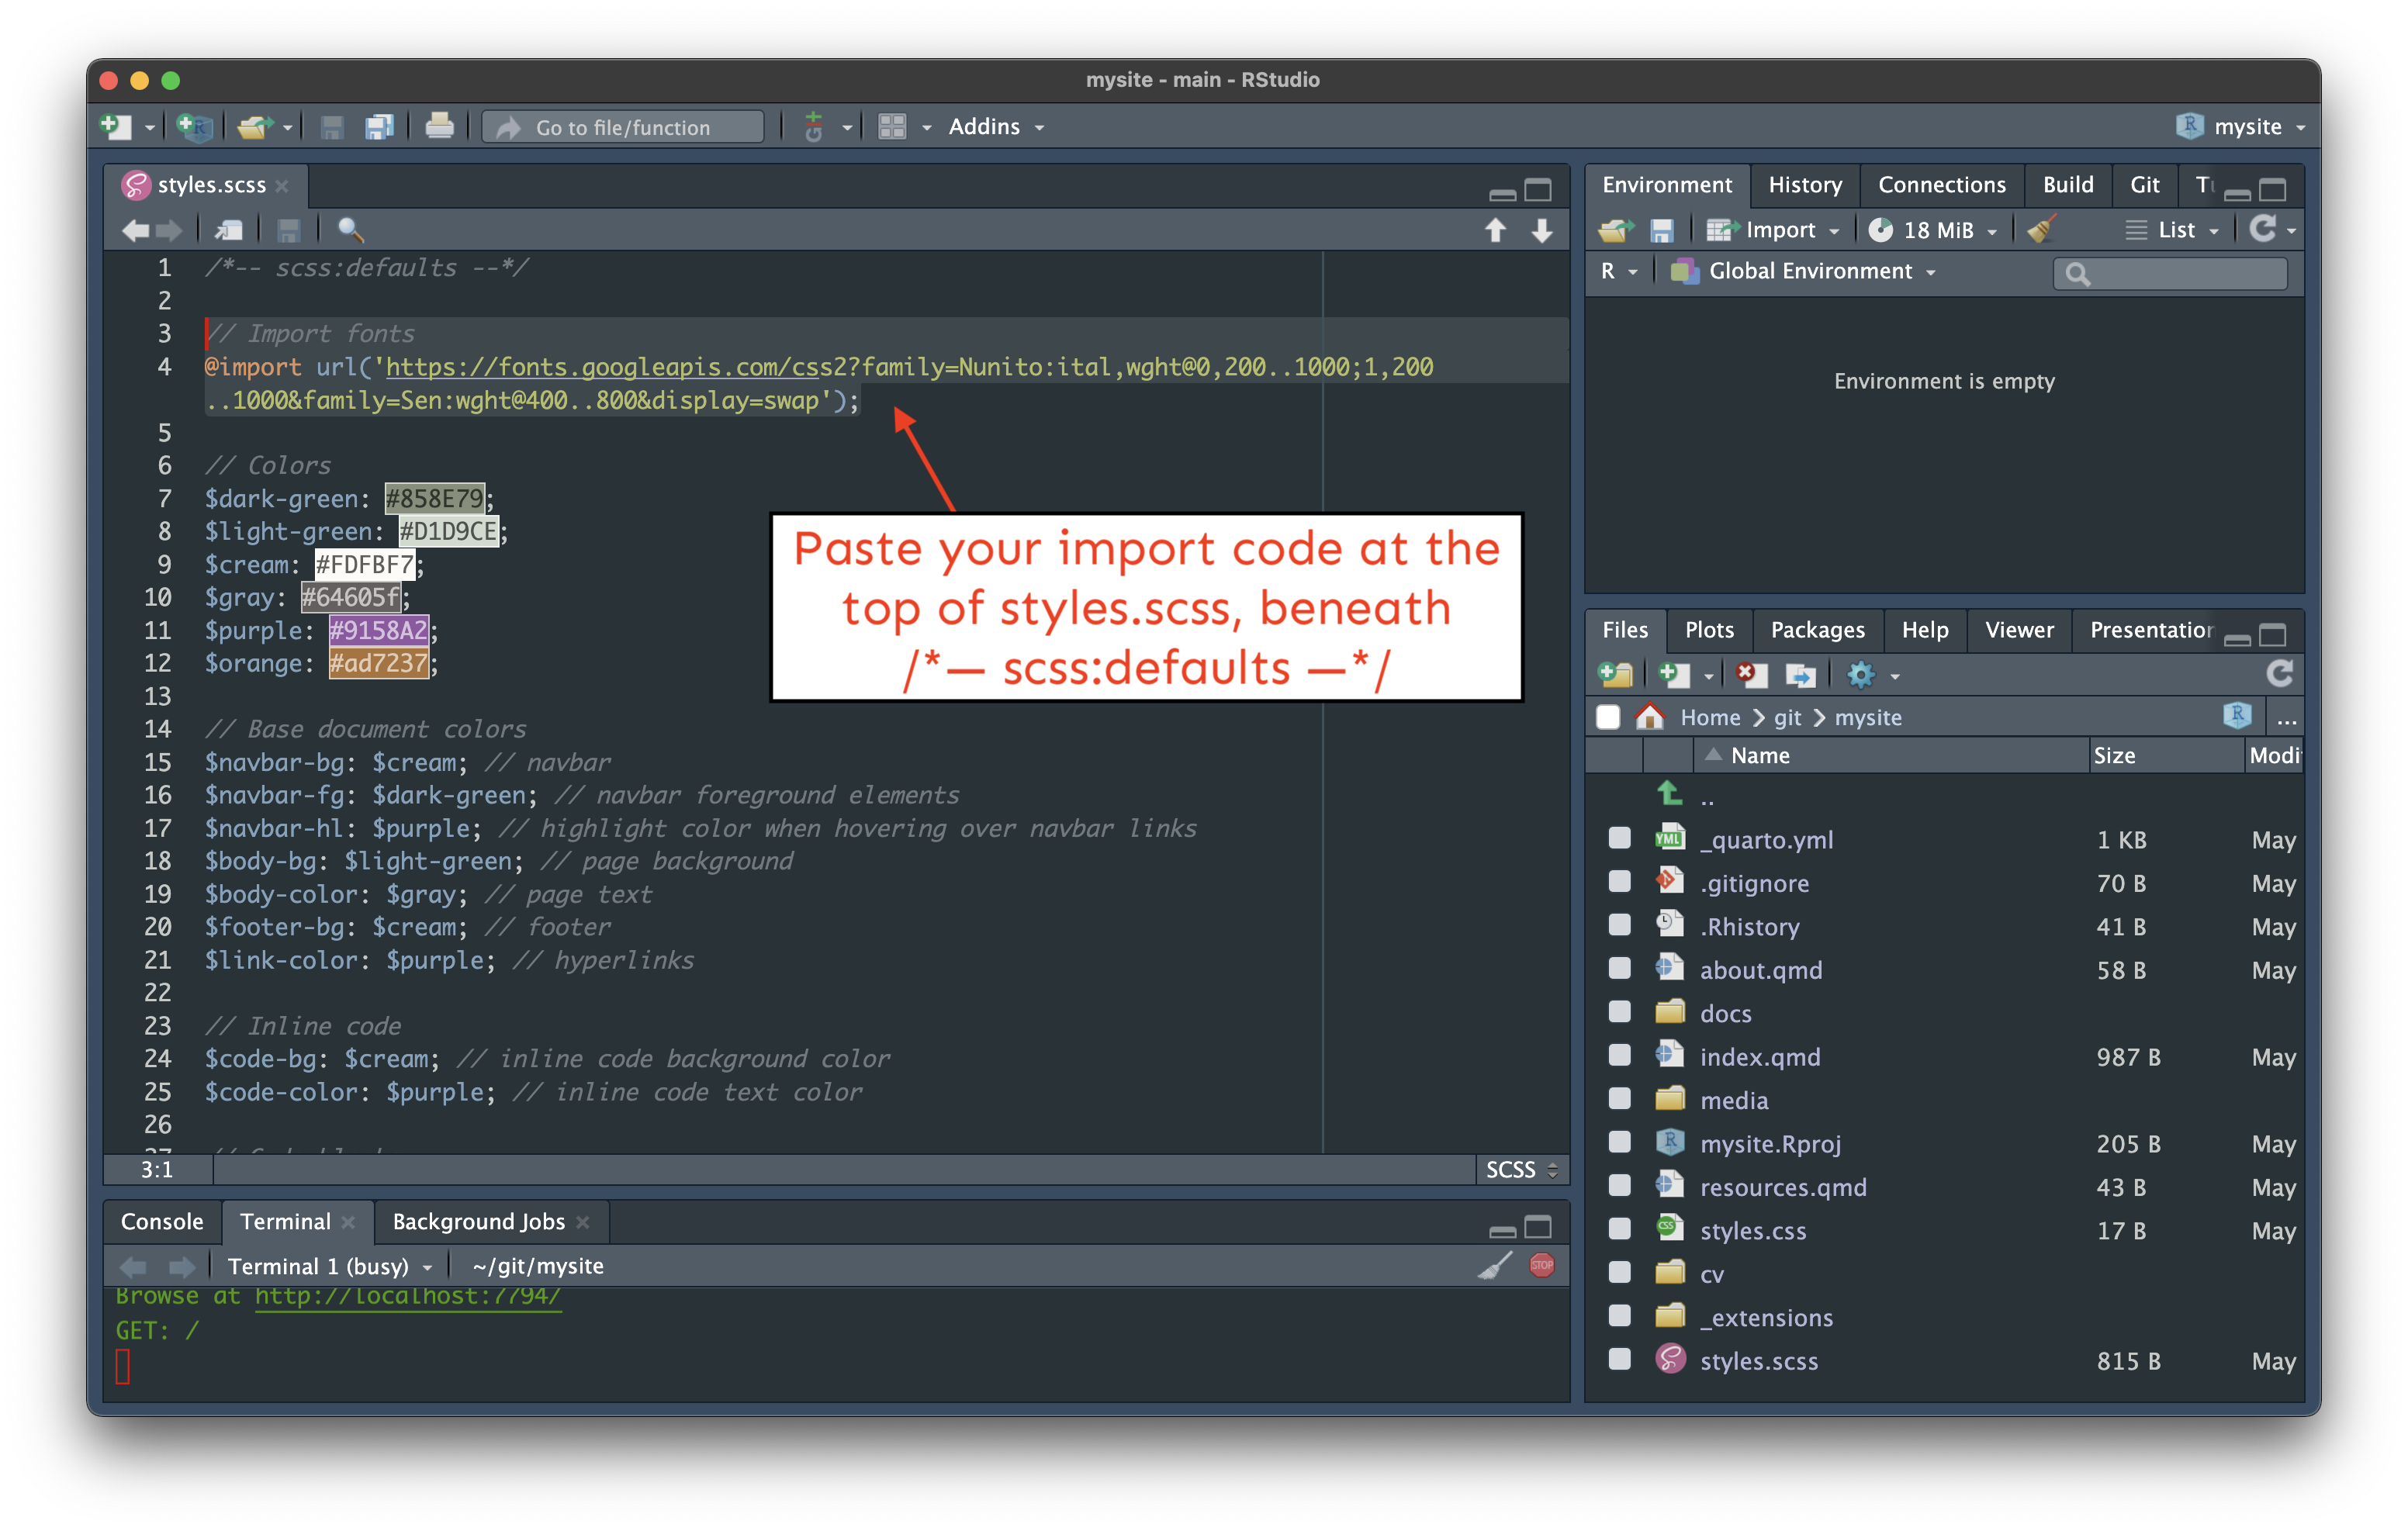 mysite - main - RStudio
Go to file/function
Addins
mysite
styles.scss
1 /*-- scss:defaults --*/
2
3 // Import fonts
4 @import url('https://fonts.googleapis.com/css2?family=Nunito:ital,wght@0,200..1000;1,200
..1000&family=Sen:wght@400..800&display=swap');
5
6 // Colors
7 $dark-green: #858E79;
8 $light-green: #D1D9CE;
9 $cream: #FDFBF7;
10 $gray: #64605f;
11 $purple: #9158A2;
12 $orange: #ad7237;
13
14 // Base document colors
15 $navbar-bg: $cream; // navbar
16 $navbar-fg: $dark-green; // navbar foreground elements
17 $navbar-hl: $purple; // highlight color when hovering over navbar links
18 $body-bg: $light-green; // page background
19 $body-color: $gray; // page text
20 $footer-bg: $cream; // footer
21 $link-color: $purple; // hyperlinks
22
23 // Inline code
24 $code-bg: $cream; // inline code background color
25 $code-color: $purple; // inline code text color
26
Paste your import code at the
top of styles.scss, beneath
/*— scss:defaults —*/
3:1
SCSS
Console Terminal Background Jobs
Terminal 1 (busy) ~/git/mysite
STOP
Browse at http://localhost:7794/
GET: /
Environment History Connections Build Git
Import 18 MiB List
R Global Environment
Environment is empty
Files Plots Packages Help Viewer Presentation
Home git mysite ...
Name Size Modi
..
_quarto.yml 1 KB May
.gitignore 70 B May
.Rhistory 41 B May
about.qmd 58 B May
docs
index.qmd 987 B May
media
mysite.Rproj 205 B May
resources.qmd 43 B May
styles.css 17 B May
cv
_extensions
styles.scss 815 B May